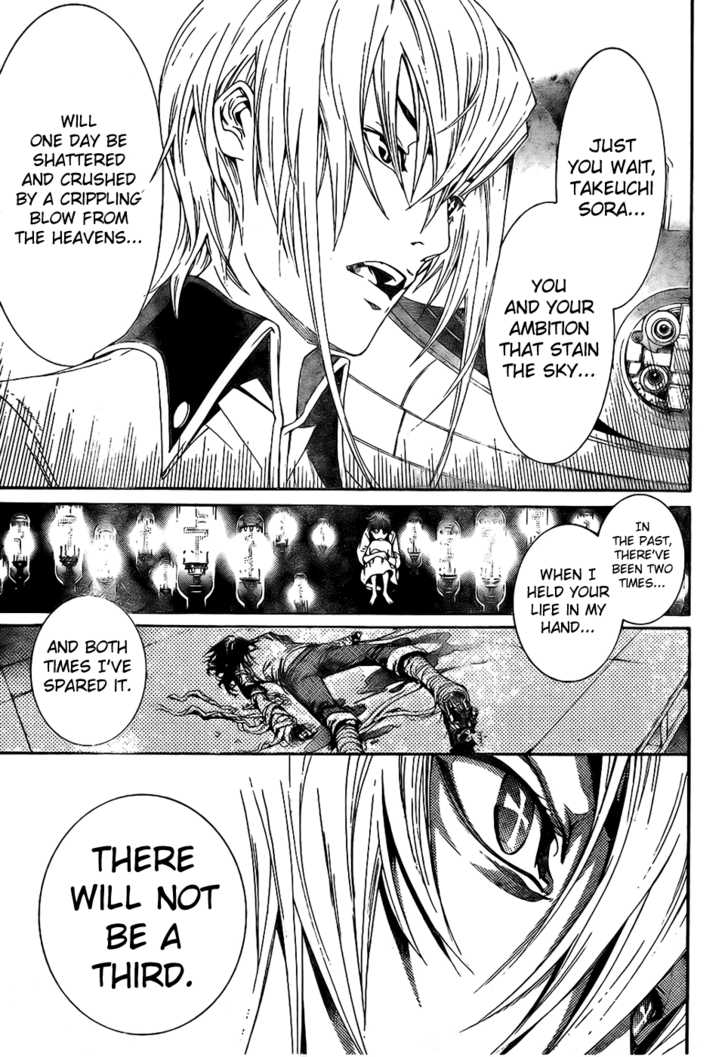 JUST
YOU WAIT,
TAKEUCHI
SORA...
YOU
AND YOUR
AMBITION
THAT STAIN
THE SKY...
WILL
ONE DAY BE
SHATTERED
AND CRUSHED
BY A CRIPPLING
BLOW FROM
THE HEAVENS...
IN
THE PAST,
THERE'VE
BEEN TWO
TIMES...
WHEN I
HELD YOUR
LIFE IN MY
HAND...
AND BOTH
TIMES I'VE
SPARED IT.
THERE
WILL NOT
BE A
THIRD.